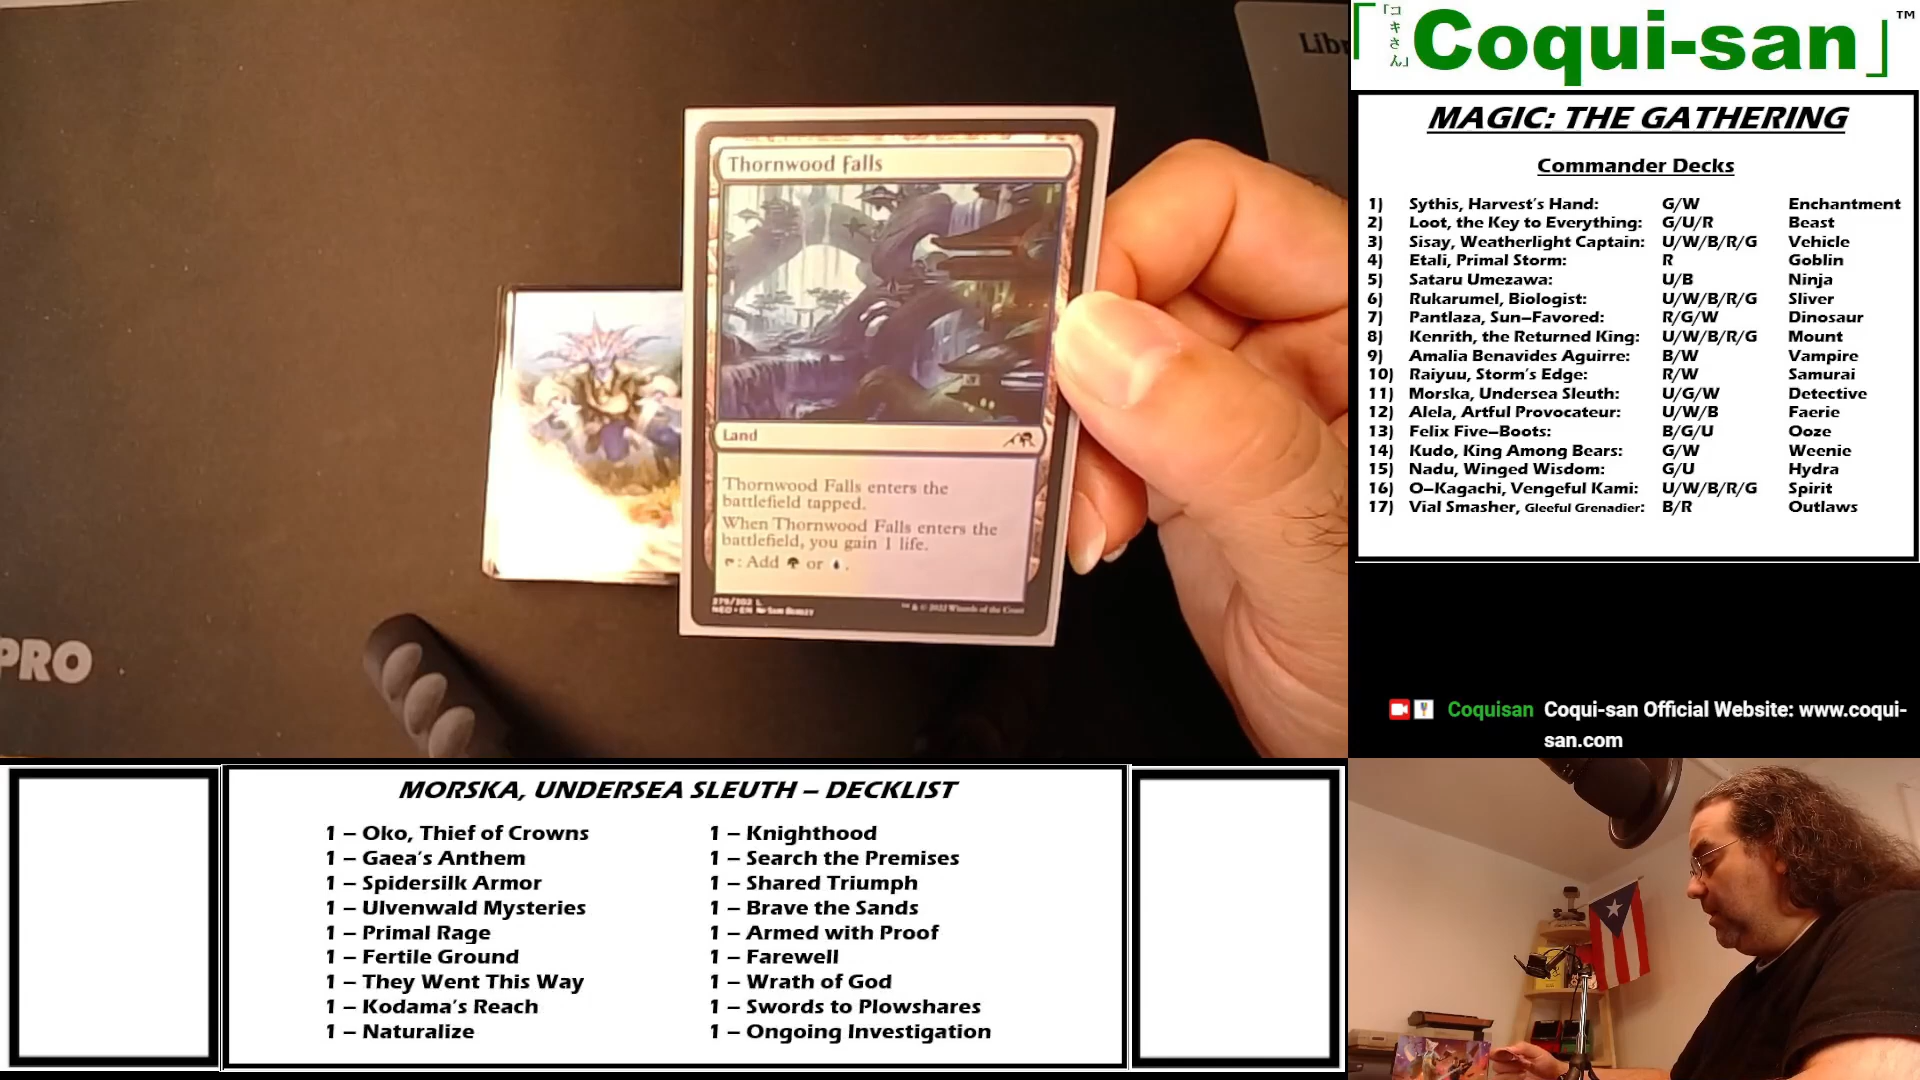 Thornwood Falls
Land
Thornwood Falls enters the
battlefield tapped.
When Thornwood Falls enters the
battlefield, you gain 1 life.
: Add or .
NEO • EN
™ & © 2022 Wizards of the Coast
PRO
「コキさん」
「Coqui-san」™
MAGIC: THE GATHERING
Commander Decks
1) Sythis, Harvest's Hand: G/W Enchantment
2) Loot, the Key to Everything: G/U/R Beast
3) Sisay, Weatherlight Captain: U/W/B/R/G Vehicle
4) Etali, Primal Storm: R Goblin
5) Sataru Umezawa: U/B Ninja
6) Rukarumel, Biologist: U/W/B/R/G Sliver
7) Pantlaza, Sun–Favored: R/G/W Dinosaur
8) Kenrith, the Returned King: U/W/B/R/G Mount
9) Amalia Benavides Aguirre: B/W Vampire
10) Raiyuu, Storm's Edge: R/W Samurai
11) Morska, Undersea Sleuth: U/G/W Detective
12) Alela, Artful Provocateur: U/W/B Faerie
13) Felix Five–Boots: B/G/U Ooze
14) Kudo, King Among Bears: G/W Weenie
15) Nadu, Winged Wisdom: G/U Hydra
16) O–Kagachi, Vengeful Kami: U/W/B/R/G Spirit
17) Vial Smasher, Gleeful Grenadier: B/R Outlaws
Coquisan Coqui-san Official Website: www.coqui-
san.com
MORSKA, UNDERSEA SLEUTH – DECKLIST
1 – Oko, Thief of Crowns
1 – Gaea's Anthem
1 – Spidersilk Armor
1 – Ulvenwald Mysteries
1 – Primal Rage
1 – Fertile Ground
1 – They Went This Way
1 – Kodama's Reach
1 – Naturalize
1 – Knighthood
1 – Search the Premises
1 – Shared Triumph
1 – Brave the Sands
1 – Armed with Proof
1 – Farewell
1 – Wrath of God
1 – Swords to Plowshares
1 – Ongoing Investigation